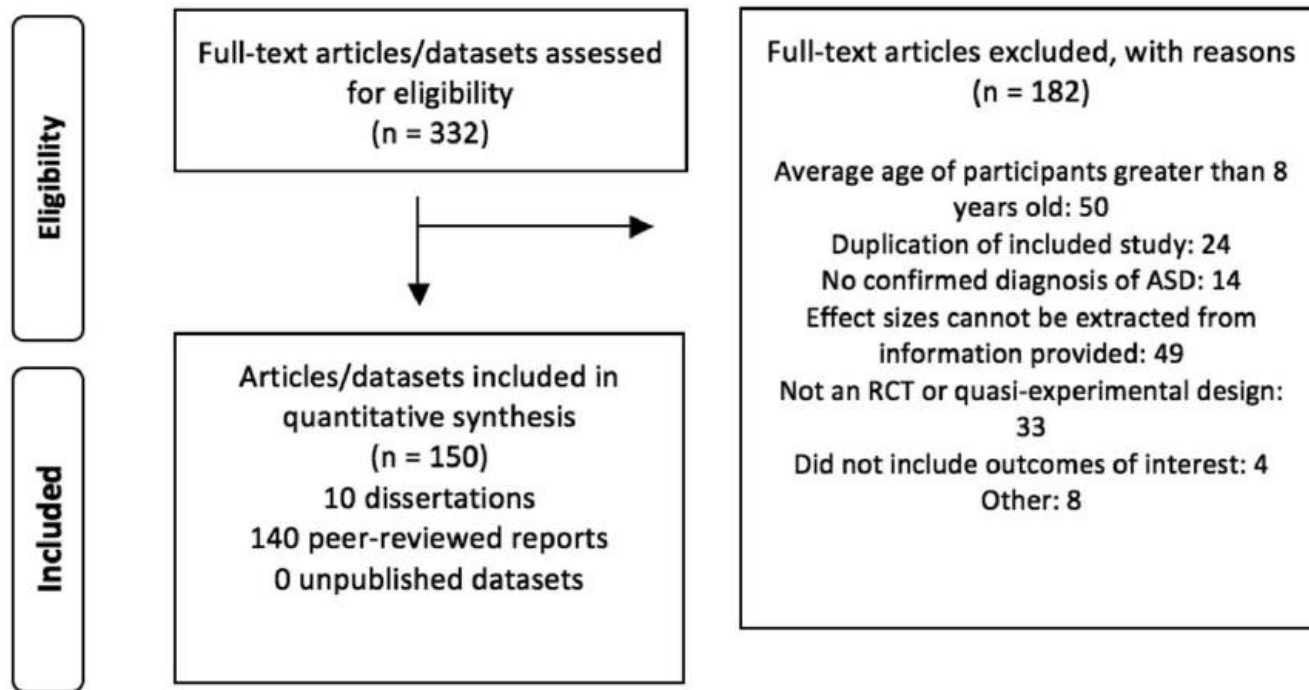 Eligibility
Full-text articles/datasets assessed
for eligibility
(n = 332)
Full-text articles excluded, with reasons
(n = 182)
Average age of participants greater than 8
years old: 50
Duplication of included study: 24
No confirmed diagnosis of ASD: 14
Effect sizes cannot be extracted from
information provided: 49
Not an RCT or quasi-experimental design:
33
Did not include outcomes of interest: 4
Other: 8
Included
Articles/datasets included in
quantitative synthesis
(n = 150)
10 dissertations
140 peer-reviewed reports
0 unpublished datasets